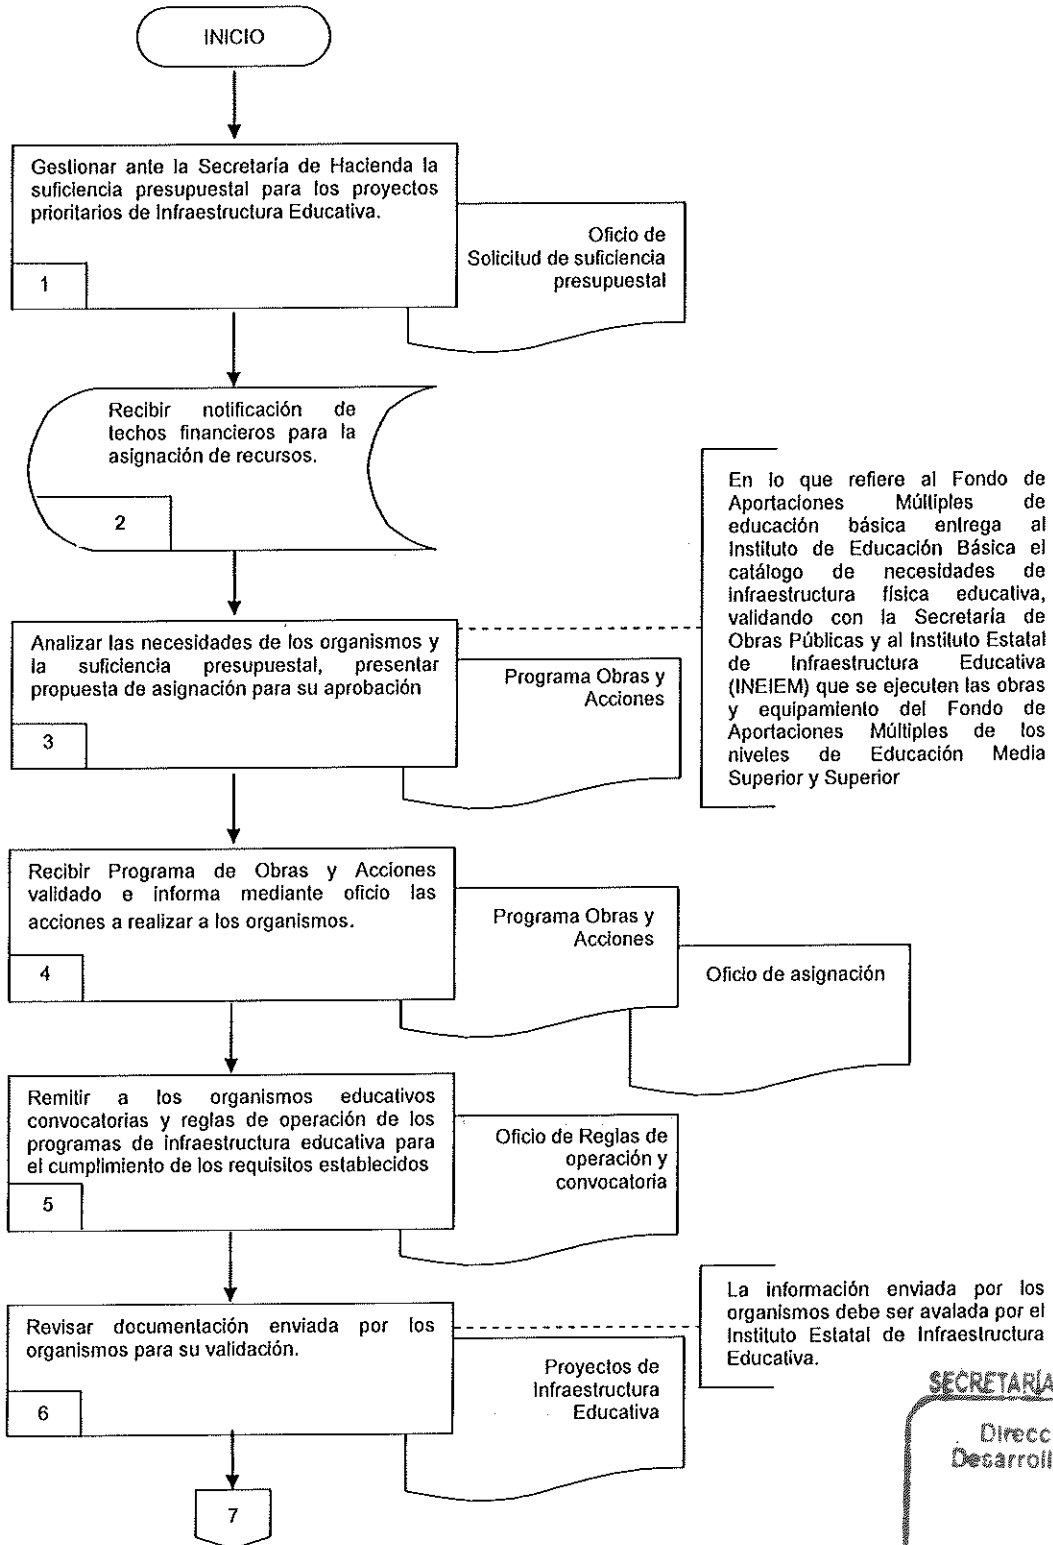 INICIO
Gestionar ante la Secretaría de Hacienda la
suficiencia presupuestal para los proyectos
prioritarios de Infraestructura Educativa.
1
Oficio de
Solicitud de suficiencia
presupuestal
Recibir notificación de
techos financieros para la
asignación de recursos.
2
Analizar las necesidades de los organismos y
la suficiencia presupuestal, presentar
propuesta de asignación para su aprobación
3
Programa Obras y
Acciones
En lo que refiere al Fondo de
Aportaciones Múltiples de
educación básica entrega al
Instituto de Educación Básica el
catálogo de necesidades de
infraestructura física educativa,
validando con la Secretaría de
Obras Públicas y al Instituto Estatal
de Infraestructura Educativa
(INEIEM) que se ejecuten las obras
y equipamiento del Fondo de
Aportaciones Múltiples de los
niveles de Educación Media
Superior y Superior
Recibir Programa de Obras y Acciones
validado e informa mediante oficio las
acciones a realizar a los organismos.
4
Programa Obras y
Acciones
Oficio de asignación
Remitir a los organismos educativos
convocatorias y reglas de operación de los
programas de infraestructura educativa para
el cumplimiento de los requisitos establecidos
5
Oficio de Reglas de
operación y
convocatoria
Revisar documentación enviada por los
organismos para su validación.
6
Proyectos de
Infraestructura
Educativa
La información enviada por los
organismos debe ser avalada por el
Instituto Estatal de Infraestructura
Educativa.
SECRETARÍA
Direcc
Desarroll
7